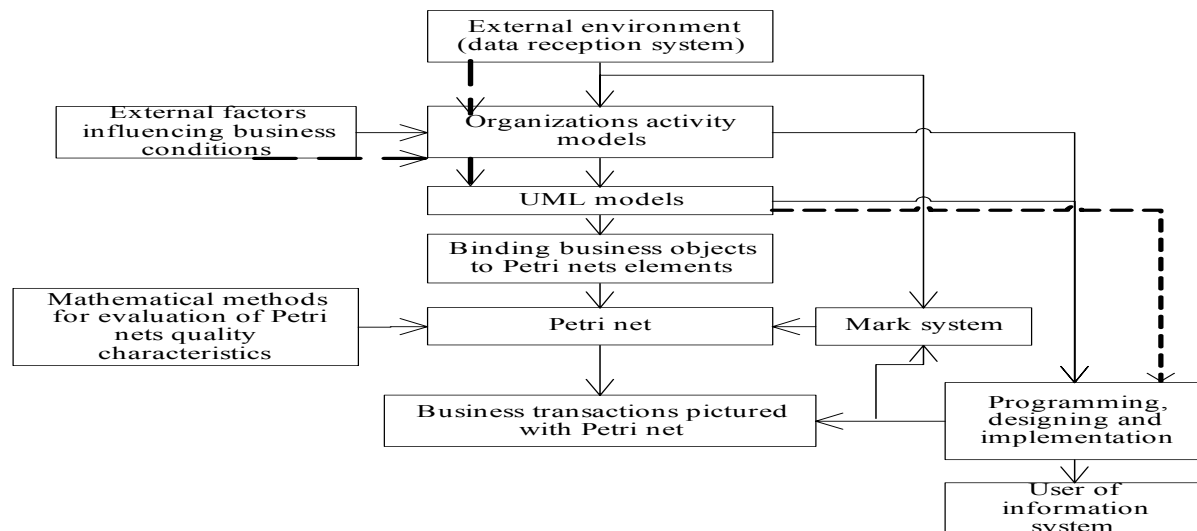 External environment
(data reception system)
External factors
influencing business
conditions
Organizations activity
models
UML models
Binding business objects
to Petri nets elements
Mathematical methods
for evaluation of Petri
nets quality
characteristics
Petri net
Mark system
Business transactions pictured
with Petri net
Programming,
designing and
implementation
User of
information
system